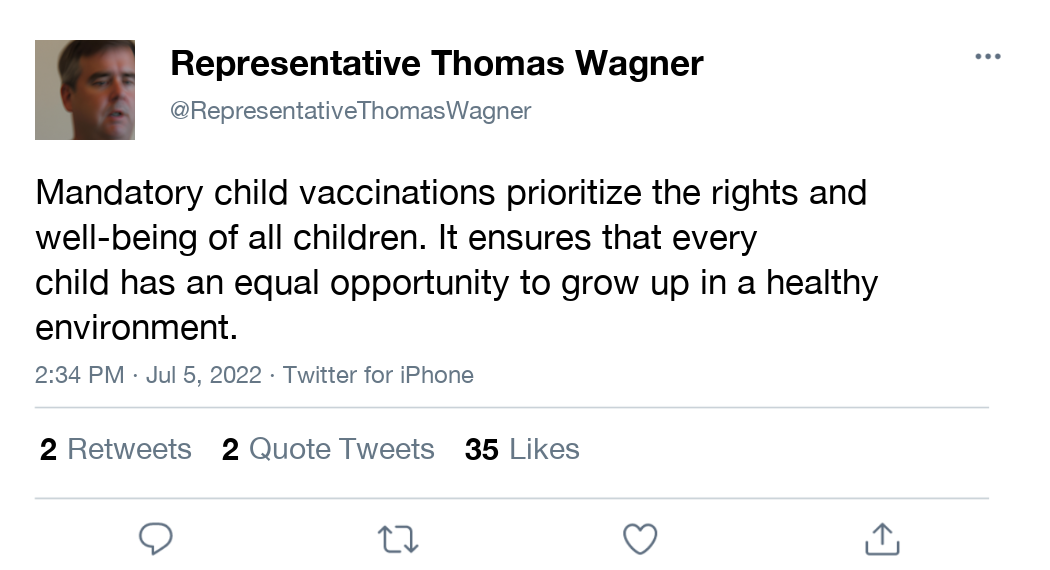 Representative Thomas Wagner
@RepresentativeThomasWagner
Mandatory child vaccinations prioritize the rights and
well-being of all children. It ensures that every
child has an equal opportunity to grow up in a healthy
environment.
2:34 PM · Jul 5, 2022 · Twitter for iPhone
2 Retweets 2 Quote Tweets 35 Likes